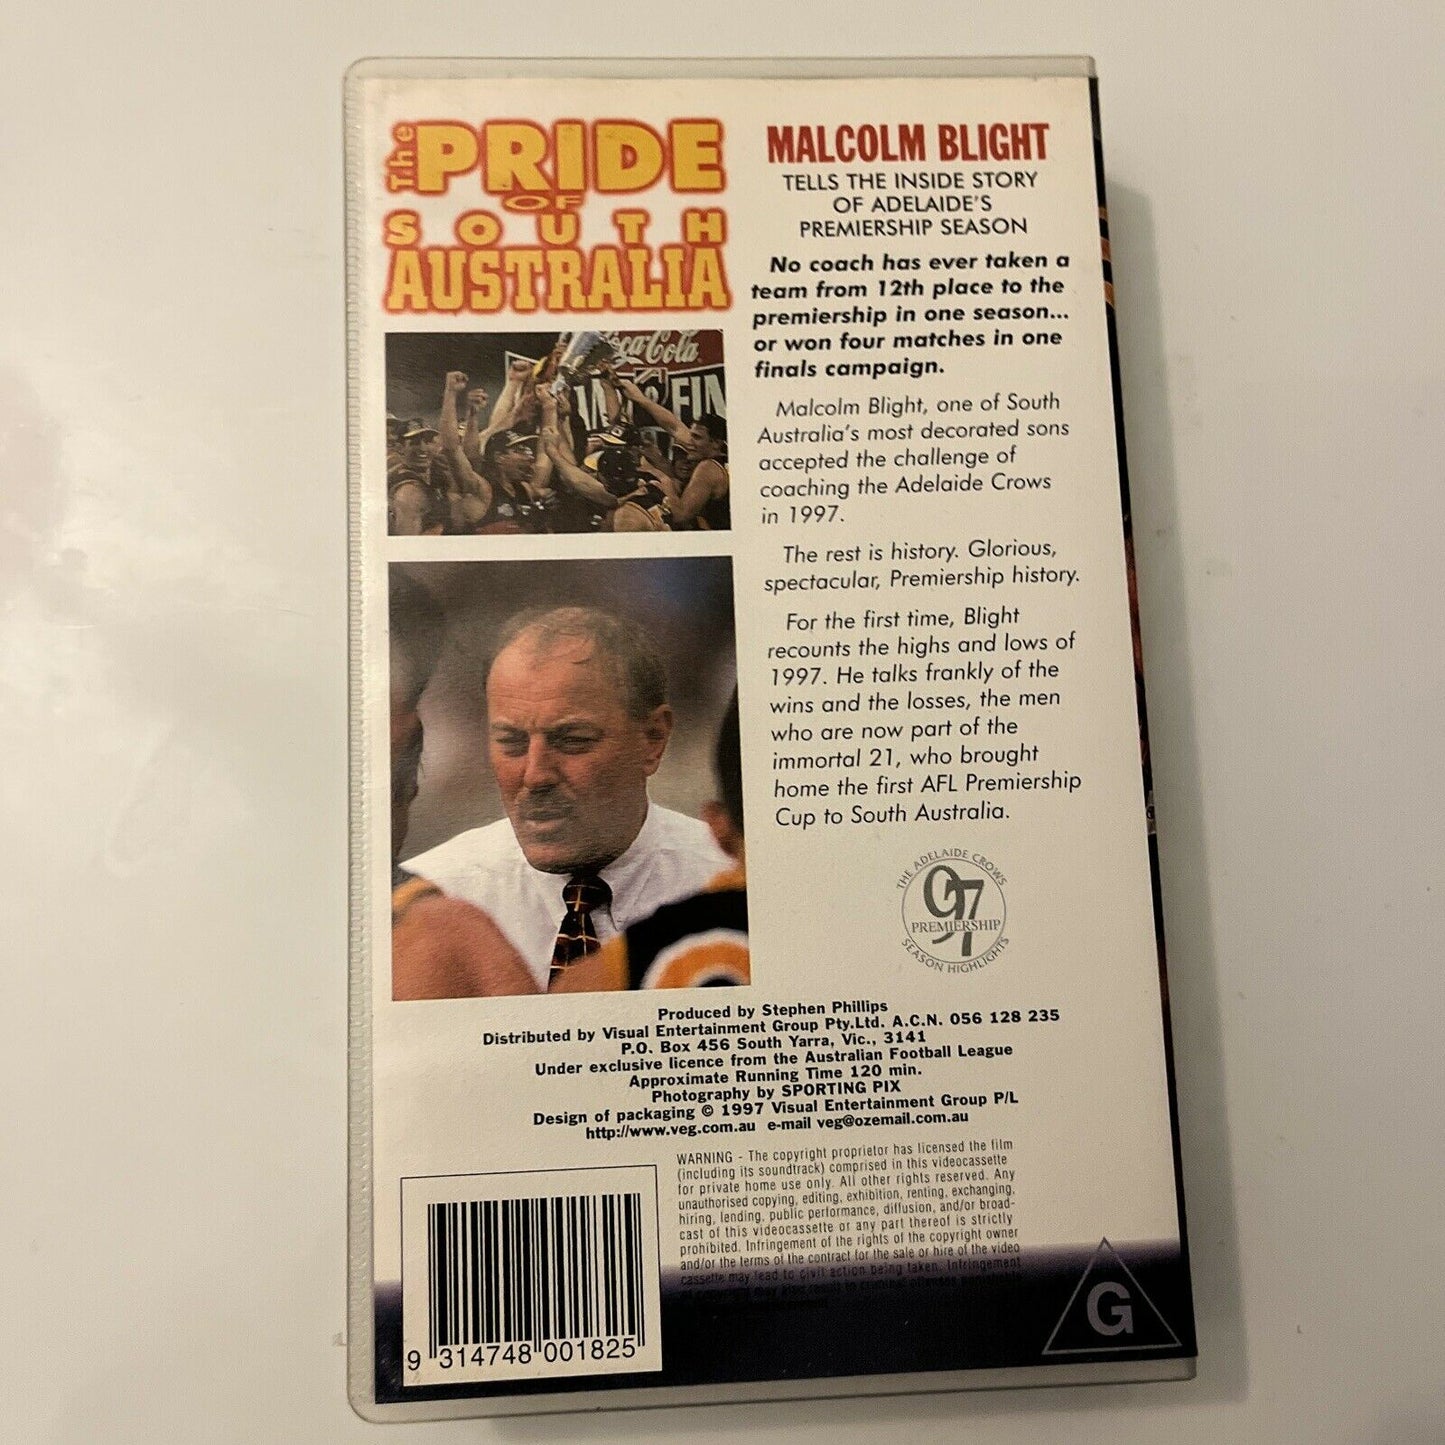 The PRIDE
OF
SOUTH
AUSTRALIA
Coca-Cola
FIN
MALCOLM BLIGHT
TELLS THE INSIDE STORY
OF ADELAIDE'S
PREMIERSHIP SEASON
No coach has ever taken a
team from 12th place to the
premiership in one season...
or won four matches in one
finals campaign.
Malcolm Blight, one of South
Australia's most decorated sons
accepted the challenge of
coaching the Adelaide Crows
in 1997.
The rest is history. Glorious,
spectacular, Premiership history.
For the first time, Blight
recounts the highs and lows of
1997. He talks frankly of the
wins and the losses, the men
who are now part of the
immortal 21, who brought
home the first AFL Premiership
Cup to South Australia.
THE ADELAIDE CROWS
97
PREMIERSHIP
SEASON HIGHLIGHTS
Produced by Stephen Phillips
Distributed by Visual Entertainment Group Pty.Ltd. A.C.N. 056 128 235
P.O. Box 456 South Yarra, Vic., 3141
Under exclusive licence from the Australian Football League
Approximate Running Time 120 min.
Photography by SPORTING PIX
Design of packaging © 1997 Visual Entertainment Group P/L
http://www.veg.com.au e-mail veg@ozemail.com.au
WARNING - The copyright proprietor has licensed the film
(including its soundtrack) comprised in this videocassette
for private home use only. All other rights reserved. Any
unauthorised copying, editing, exhibition, renting, exchanging,
hiring, lending, public performance, diffusion, and/or broad-
cast of this videocassette or any part thereof is strictly
prohibited. Infringement of the rights of the copyright owner
and/or the terms of the contract for the sale or hire of the video
cassette may lead to civil action being taken. Infringement
of copyright may also result in criminal offences
G
9 314748 001825